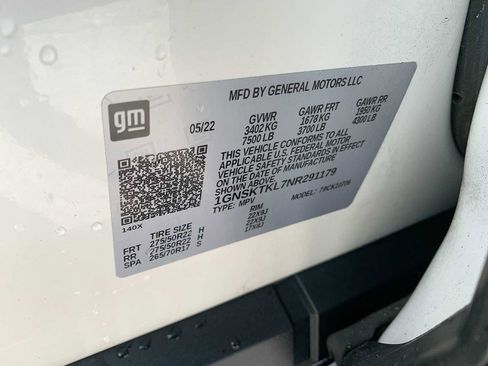 MFD BY GENERAL MOTORS LLC
gm
05/22
GVWR GAWR FRT GAWR RR
3402 KG 1678 KG 1950 KG
7500 LB 3700 LB 4300 LB
THIS VEHICLE CONFORMS TO ALL
APPLICABLE U.S. FEDERAL MOTOR
VEHICLE SAFETY STANDARDS IN
EFFECT ON THE DATE OF MANUFACTURE
SHOWN ABOVE.
1GNSKTKL7NR291179
TYPE: MPV
140X
TIRE SIZE RIM
FRT 275/50R22 H 22X9J
RR 275/50R22 H 22X9J
SPA 265/70R17 S 17X8J